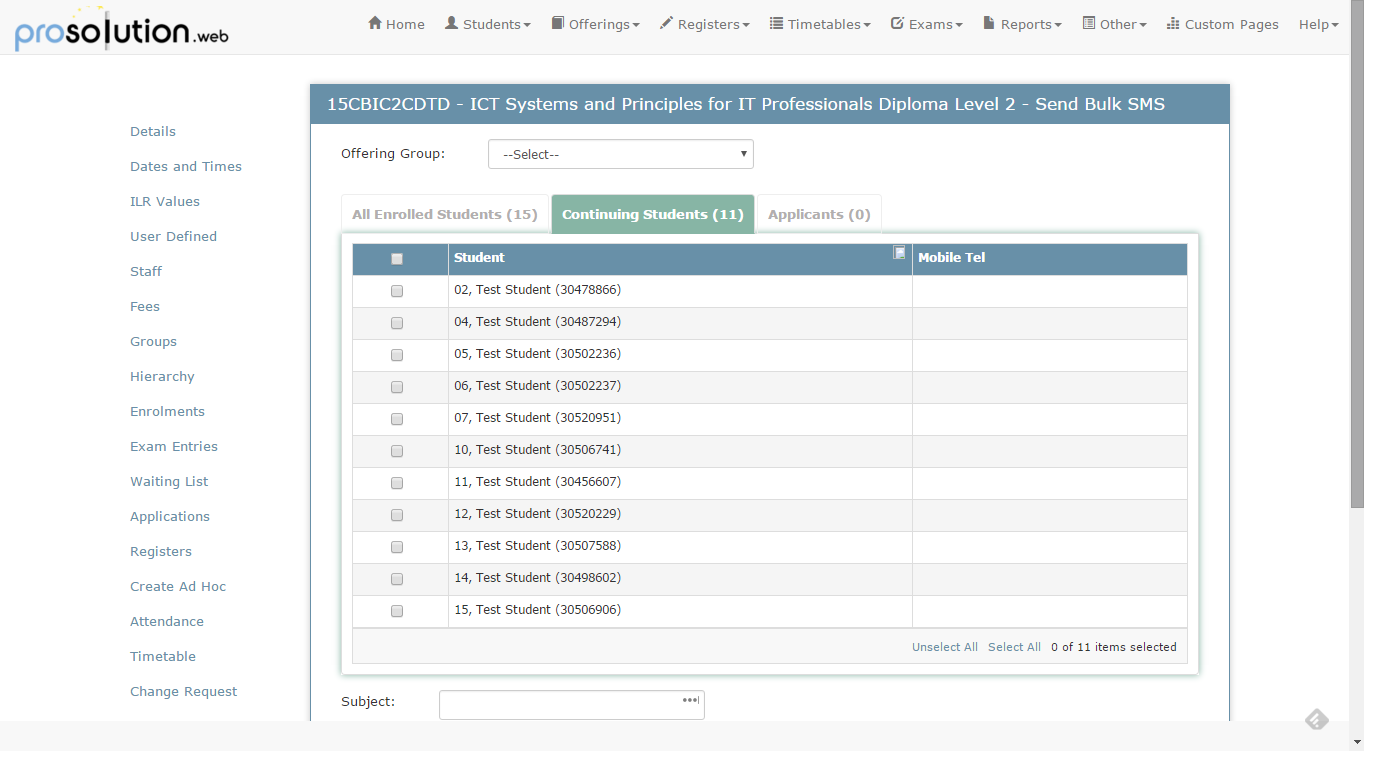 prosolution.web
Home Students Offerings Registers Timetables Exams Reports Other Custom Pages Help
15CBIC2CDTD - ICT Systems and Principles for IT Professionals Diploma Level 2 - Send Bulk SMS
Details
Dates and Times
ILR Values
User Defined
Staff
Fees
Groups
Hierarchy
Enrolments
Exam Entries
Waiting List
Applications
Registers
Create Ad Hoc
Attendance
Timetable
Change Request
Offering Group: --Select--
All Enrolled Students (15) Continuing Students (11) Applicants (0)
Student Mobile Tel
02, Test Student (30478866)
04, Test Student (30487294)
05, Test Student (30502236)
06, Test Student (30502237)
07, Test Student (30520951)
10, Test Student (30506741)
11, Test Student (30456607)
12, Test Student (30520229)
13, Test Student (30507588)
14, Test Student (30498602)
15, Test Student (30506906)
Unselect All Select All 0 of 11 items selected
Subject: